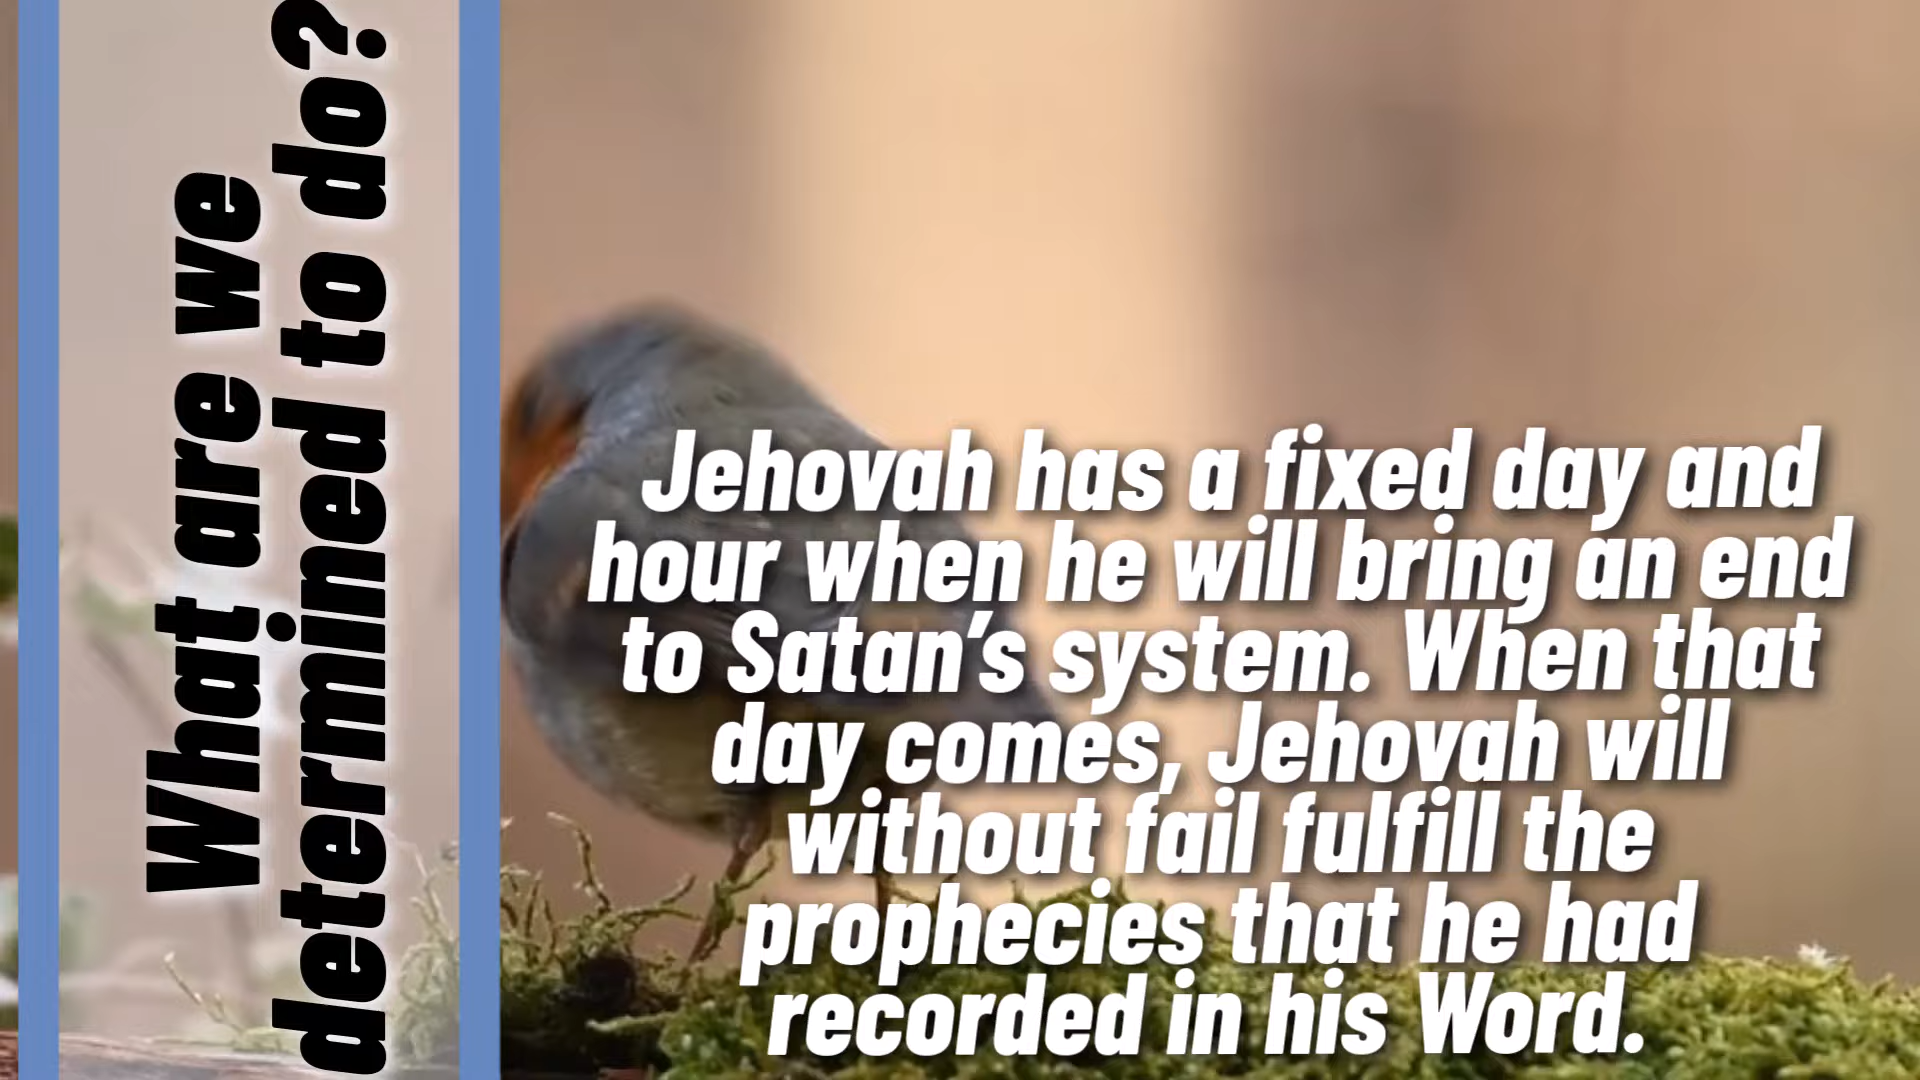 What are we
determined to do?
Jehovah has a fixed day and
hour when he will bring an end
to Satan’s system. When that
day comes, Jehovah will
without fail fulfill the
prophecies that he had
recorded in his Word.